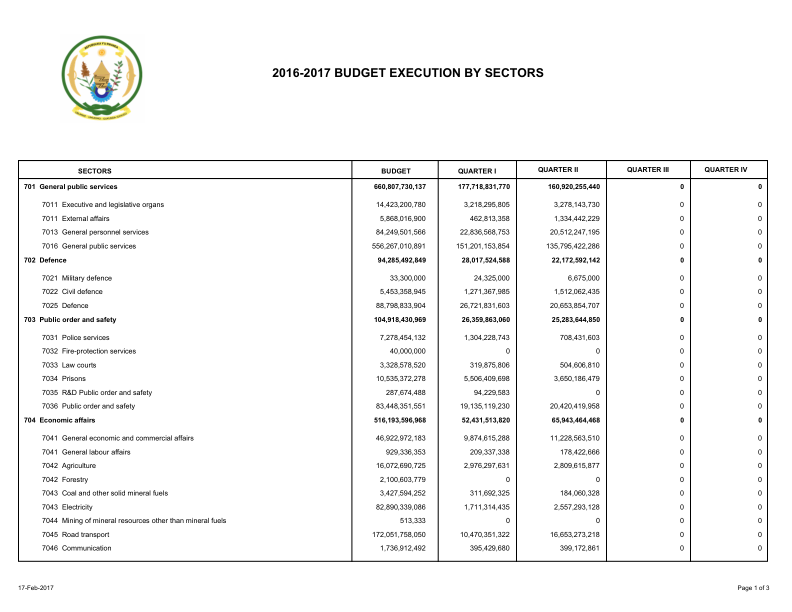 2016-2017 BUDGET EXECUTION BY SECTORS
SECTORS BUDGET QUARTER I QUARTER II QUARTER III QUARTER IV
701 General public services 660,807,730,137 177,718,831,770 160,920,255,440 0 0
7011 Executive and legislative organs 14,423,200,780 3,218,295,805 3,278,143,730 0 0
7011 External affairs 5,868,016,900 462,813,358 1,334,442,229 0 0
7013 General personnel services 84,249,501,566 22,836,568,753 20,512,247,195 0 0
7016 General public services 556,267,010,891 151,201,153,854 135,795,422,286 0 0
702 Defence 94,285,492,849 28,017,524,588 22,172,592,142 0 0
7021 Military defence 33,300,000 24,325,000 6,675,000 0 0
7022 Civil defence 5,453,358,945 1,271,367,985 1,512,062,435 0 0
7025 Defence 88,798,833,904 26,721,831,603 20,653,854,707 0 0
703 Public order and safety 104,918,430,969 26,359,863,060 25,283,644,850 0 0
7031 Police services 7,278,454,132 1,304,228,743 708,431,603 0 0
7032 Fire-protection services 40,000,000 0 0 0 0
7033 Law courts 3,328,578,520 319,875,806 504,606,810 0 0
7034 Prisons 10,535,372,278 5,506,409,698 3,650,186,479 0 0
7035 R&D Public order and safety 287,674,488 94,229,583 0 0 0
7036 Public order and safety 83,448,351,551 19,135,119,230 20,420,419,958 0 0
704 Economic affairs 516,193,596,968 52,431,513,820 65,943,464,468 0 0
7041 General economic and commercial affairs 46,922,972,183 9,874,615,288 11,228,563,510 0 0
7041 General labour affairs 929,336,353 209,337,338 178,422,666 0 0
7042 Agriculture 16,072,690,725 2,976,297,631 2,809,615,877 0 0
7042 Forestry 2,100,603,779 0 0 0 0
7043 Coal and other solid mineral fuels 3,427,594,252 311,692,325 184,060,328 0 0
7043 Electricity 82,890,339,086 1,711,314,435 2,557,293,128 0 0
7044 Mining of mineral resources other than mineral fuels 513,333 0 0 0 0
7045 Road transport 172,051,758,050 10,470,351,322 16,653,273,218 0 0
7046 Communication 1,736,912,492 395,429,680 399,172,861 0 0
17-Feb-2017 Page 1 of 3